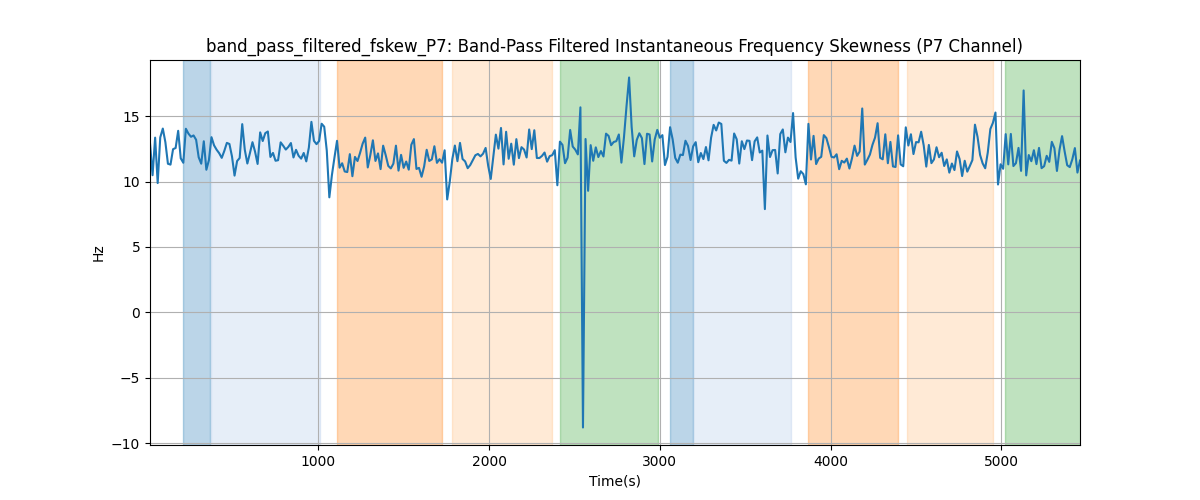 band_pass_filtered_fskew_P7: Band-Pass Filtered Instantaneous Frequency Skewness (P7 Channel)
15
10
5
0
−5
−10
Hz
1000 2000 3000 4000 5000
Time(s)